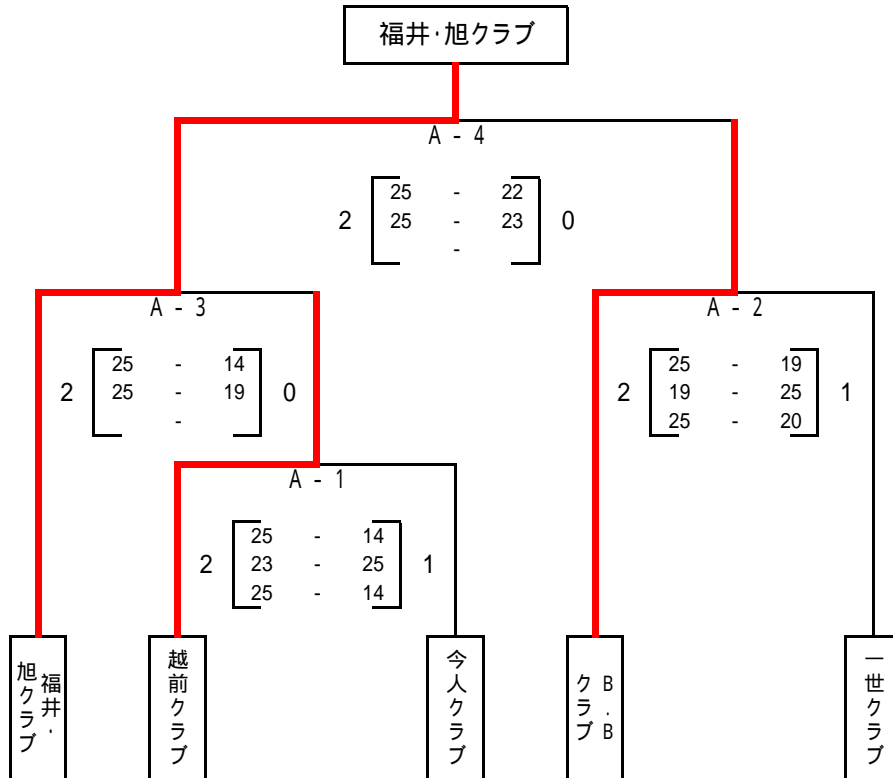 福井・旭クラブ
A - 4
2
25 - 22
25 - 23
-
0
A - 3
2
25 - 14
25 - 19
-
0
A - 2
2
25 - 19
19 - 25
25 - 20
1
A - 1
2
25 - 14
23 - 25
25 - 14
1
福井・
旭クラブ
越前クラブ
今人クラブ
B.B
クラブ
一世クラブ